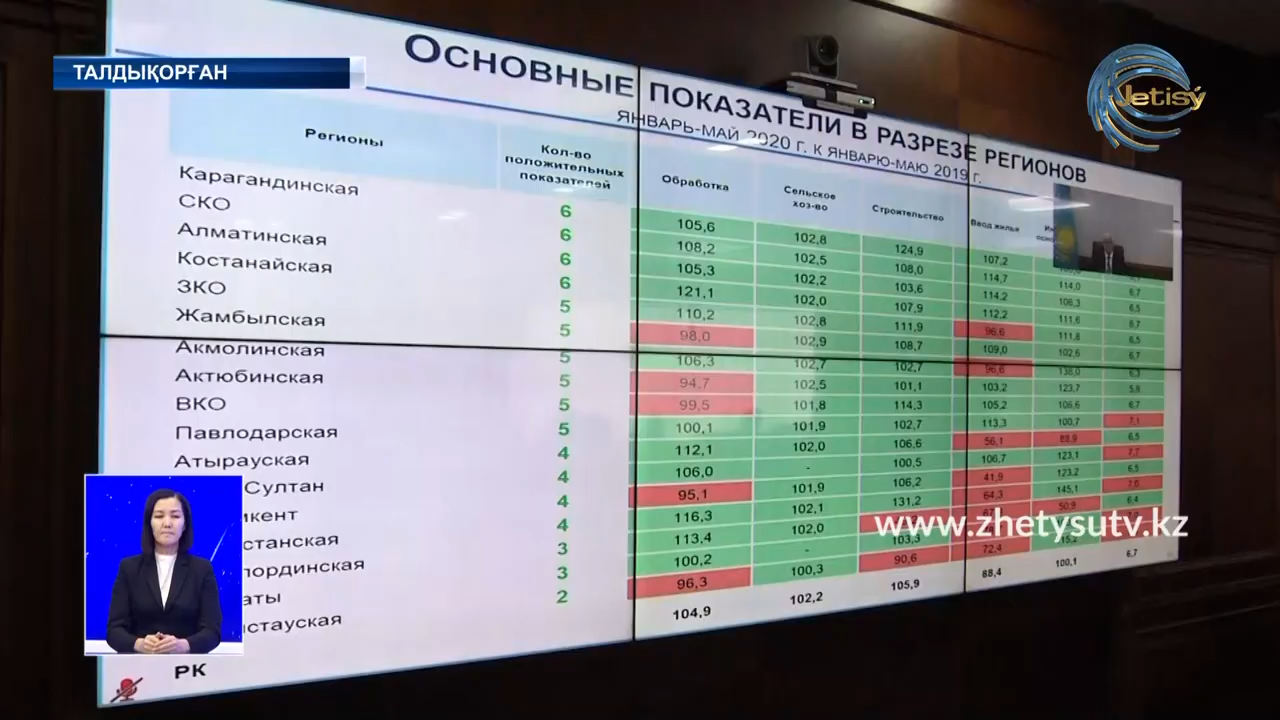 ТАЛДЫҚОРҒАН
Jetisý
ОСНОВНЫЕ ПОКАЗАТЕЛИ В РАЗРЕЗЕ РЕГИОНОВ
ЯНВАРЬ-МАЙ 2020 Г. К ЯНВАРЮ-МАЮ 2019 Г.
Регионы Кол-во положительных показателей Обработка Сельское хоз-во Строительство Ввод жилья
Карагандинская 6 105,6 102,8 124,9 107,2
СКО 6 108,2 102,5 108,0 114,7 114,0 6,7
Алматинская 6 105,3 102,2 103,6 114,2 106,3 6,5
Костанайская 6 121,1 102,0 107,9 112,2 111,6 6,7
ЗКО 5 110,2 102,8 111,9 96,6 111,8 6,5
Жамбылская 5 98,0 102,9 108,7 109,0 102,6 6,7
Акмолинская 5 106,3 102,7 102,7 96,6 138,0 6,3
Актюбинская 5 94,7 102,5 101,1 103,2 123,7 5,8
ВКО 5 99,5 101,8 114,3 105,2 106,6 6,7
Павлодарская 5 100,1 101,9 102,7 113,3 100,7 7,1
Атырауская 4 112,1 102,0 106,6 56,1 88,9 6,5
Султан 4 106,0 - 100,5 106,7 123,1 7,7
кент 4 95,1 101,9 106,2 41,9 123,2 6,5
станская 4 116,3 102,1 131,2 64,3 145,1 7,0
лординская 3 113,4 102,0 50,9 6,4
аты 3 100,2 - 103,3
истауская 2 96,3 100,3 90,6 72,4
РК 104,9 102,2 105,9 88,4 100,1 6,7
www.zhetysutv.kz